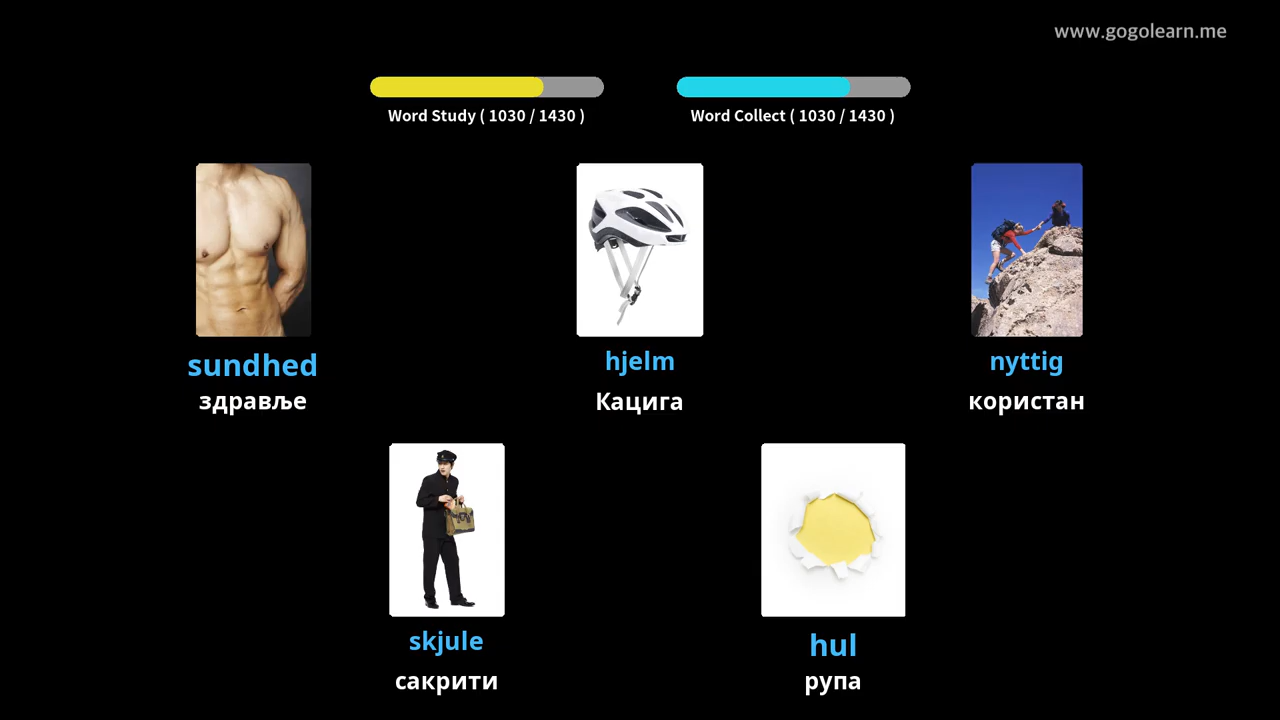 www.gogolearn.me
Word Study ( 1030 / 1430 )
Word Collect ( 1030 / 1430 )
sundhed
здравље
hjelm
Кацига
nyttig
користан
skjule
сакрити
hul
рупа